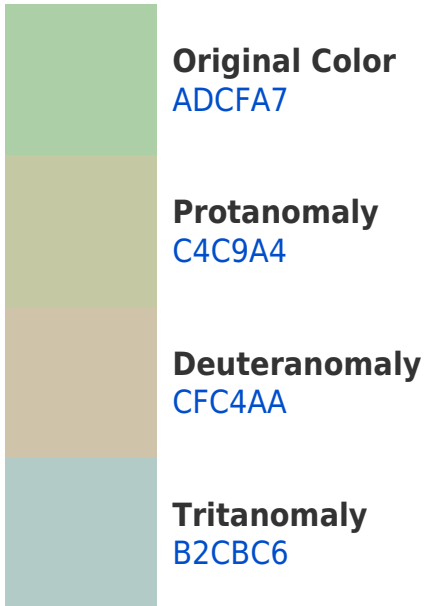 Original Color
ADCFA7
Protanomaly
C4C9A4
Deuteranomaly
CFC4AA
Tritanomaly
B2CBC6